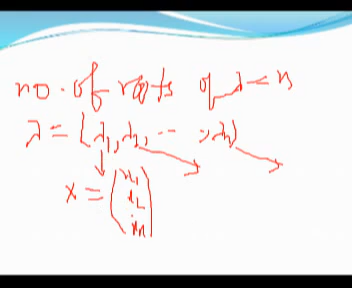 no. of roots of λ = n
λ = (λ₁, λ₂, -- , λn)
x = (x₁
x₂
xn)